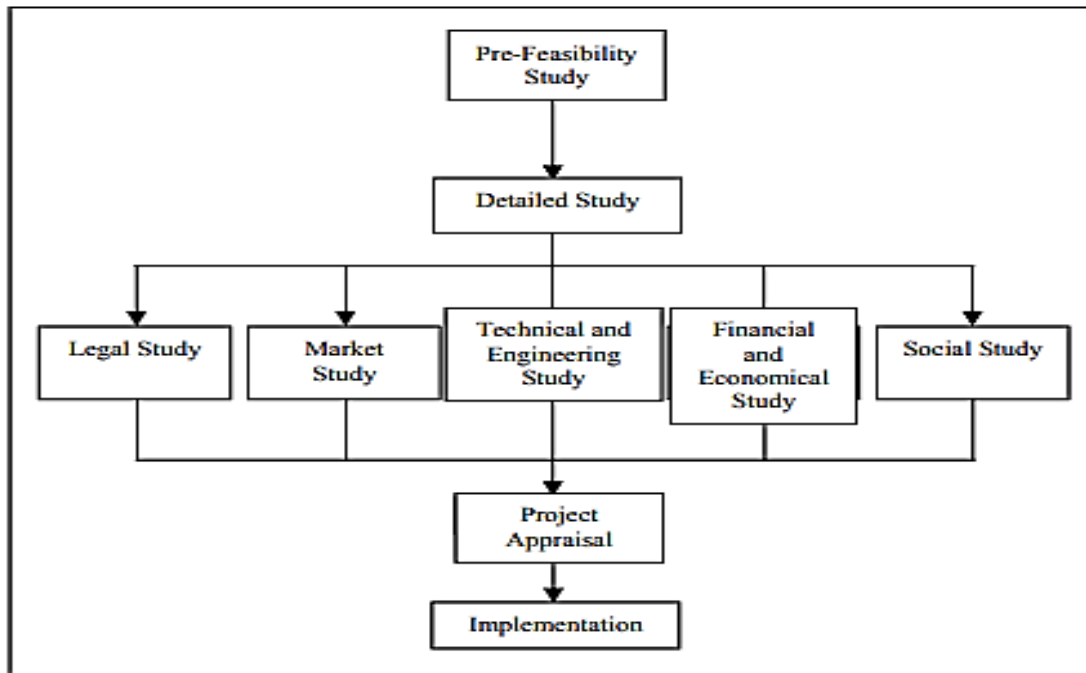 Pre-Feasibility
Study
Detailed Study
Legal Study
Market
Study
Technical and
Engineering
Study
Financial
and
Economical
Study
Social Study
Project
Appraisal
Implementation